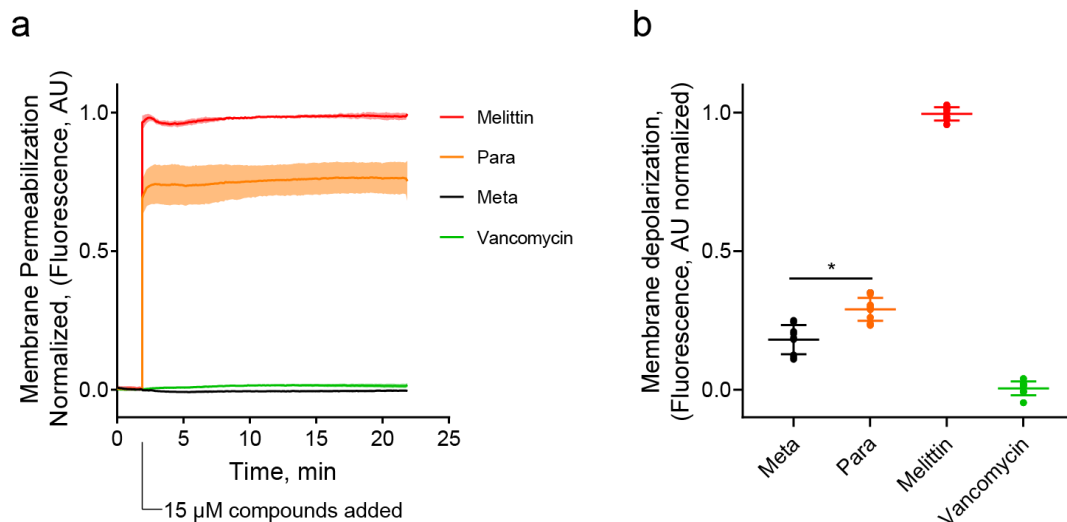 a
Membrane Permeabilization
Normalized, (Fluorescence, AU)
1.0
0.5
0.0
0
5
10
15
20
25
Time, min
15 μM compounds added
Melittin
Para
Meta
Vancomycin
b
Membrane depolarization,
(Fluorescence, AU normalized)
1.0
0.5
0.0
*
Meta
Para
Melittin
Vancomycin